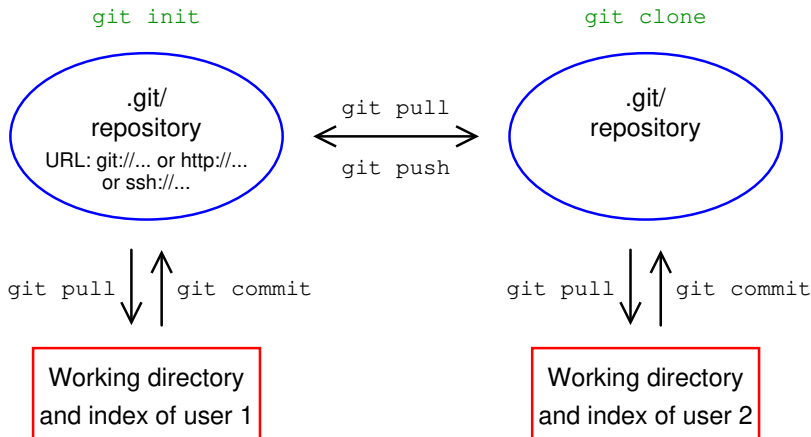 git init
git clone
.git/
repository
URL: git://... or http://...
or ssh://...
git pull
git push
.git/
repository
git pull
git commit
git pull
git commit
Working directory
and index of user 1
Working directory
and index of user 2